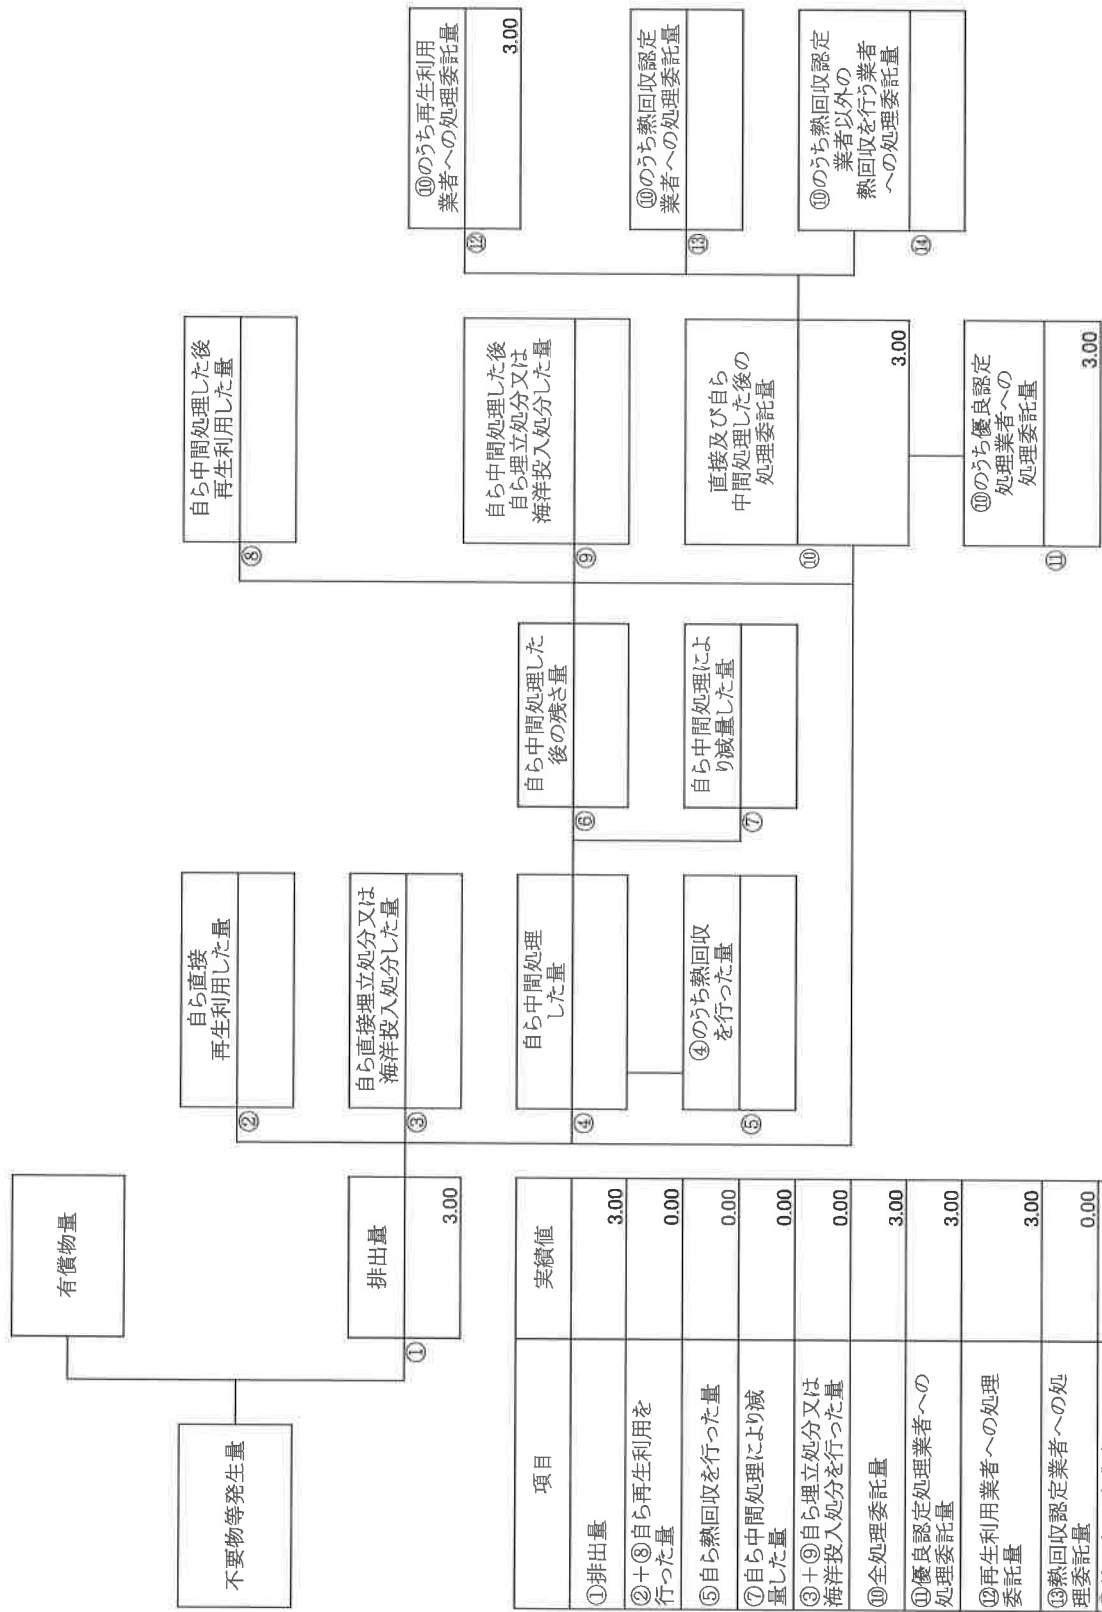 不要物等発生量
有償物量
①
排出量
3.00
②
自ら直接
再生利用した量
③
自ら直接埋立処分又は
海洋投入処分した量
④
自ら中間処理
した量
⑤
④のうち熱回収
を行った量
⑥
自ら中間処理した
後の残さ量
⑦
自ら中間処理によ
り減量した量
⑧
自ら中間処理した後
再生利用した量
⑨
自ら中間処理した後
自ら埋立処分又は
海洋投入処分した量
⑩
直接及び自ら
中間処理した後の
処理委託量
3.00
⑪
⑩のうち優良認定
処理業者への
処理委託量
3.00
⑫
⑩のうち再生利用
業者への処理委託量
3.00
⑬
⑩のうち熱回収認定
業者への処理委託量
⑭
⑩のうち熱回収認定
業者以外の
熱回収を行う業者
への処理委託量
項目 実績値
①排出量 3.00
②+⑧自ら再生利用を
行った量 0.00
⑤自ら熱回収を行った量 0.00
⑦自ら中間処理により減
量した量 0.00
③+⑨自ら埋立処分又は
海洋投入処分を行った量 0.00
⑩全処理委託量 3.00
⑪優良認定処理業者への
処理委託量 3.00
⑫再生利用業者への処理
委託量 3.00
⑬熱回収認定業者への処
理委託量 0.00